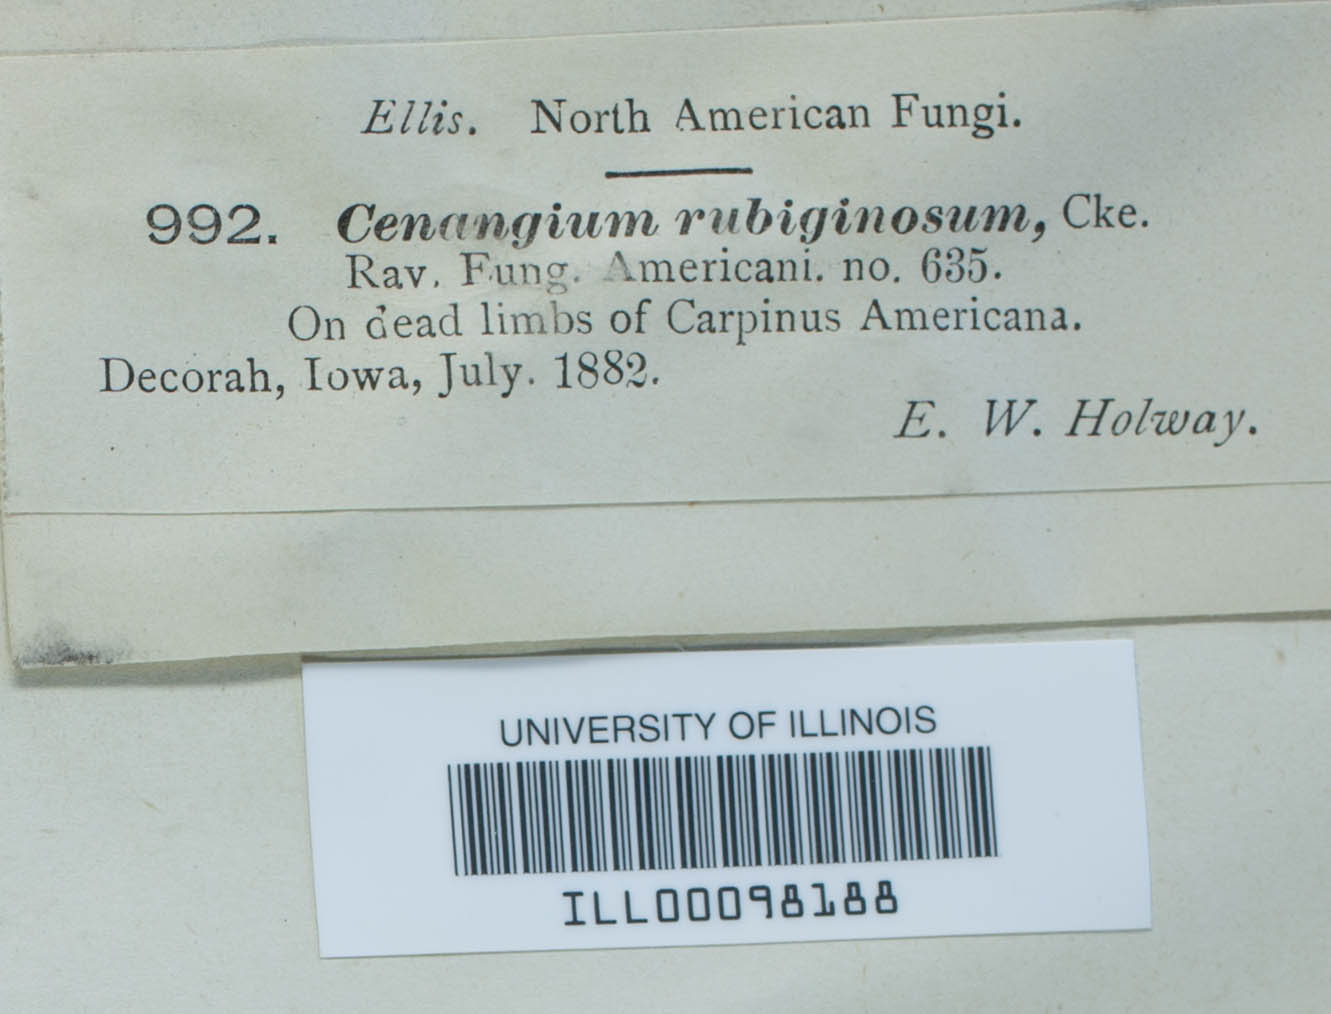 Ellis. North American Fungi.
992. Cenangium rubiginosum, Cke.
Rav. Fung. Americani. no. 635.
On dead limbs of Carpinus Americana.
Decorah, Iowa, July. 1882.
E. W. Holway.
UNIVERSITY OF ILLINOIS
ILL00098188